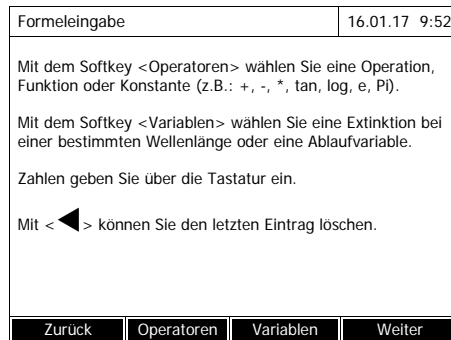 Formeleingabe 16.01.17 9:52
Mit dem Softkey <Operatoren> wählen Sie eine Operation,
Funktion oder Konstante (z.B.: +, -, *, tan, log, e, Pi).
Mit dem Softkey <Variablen> wählen Sie eine Extinktion bei
einer bestimmten Wellenlänge oder eine Ablaufvariable.
Zahlen geben Sie über die Tastatur ein.
Mit <◀> können Sie den letzten Eintrag löschen.
Zurück Operatoren Variablen Weiter